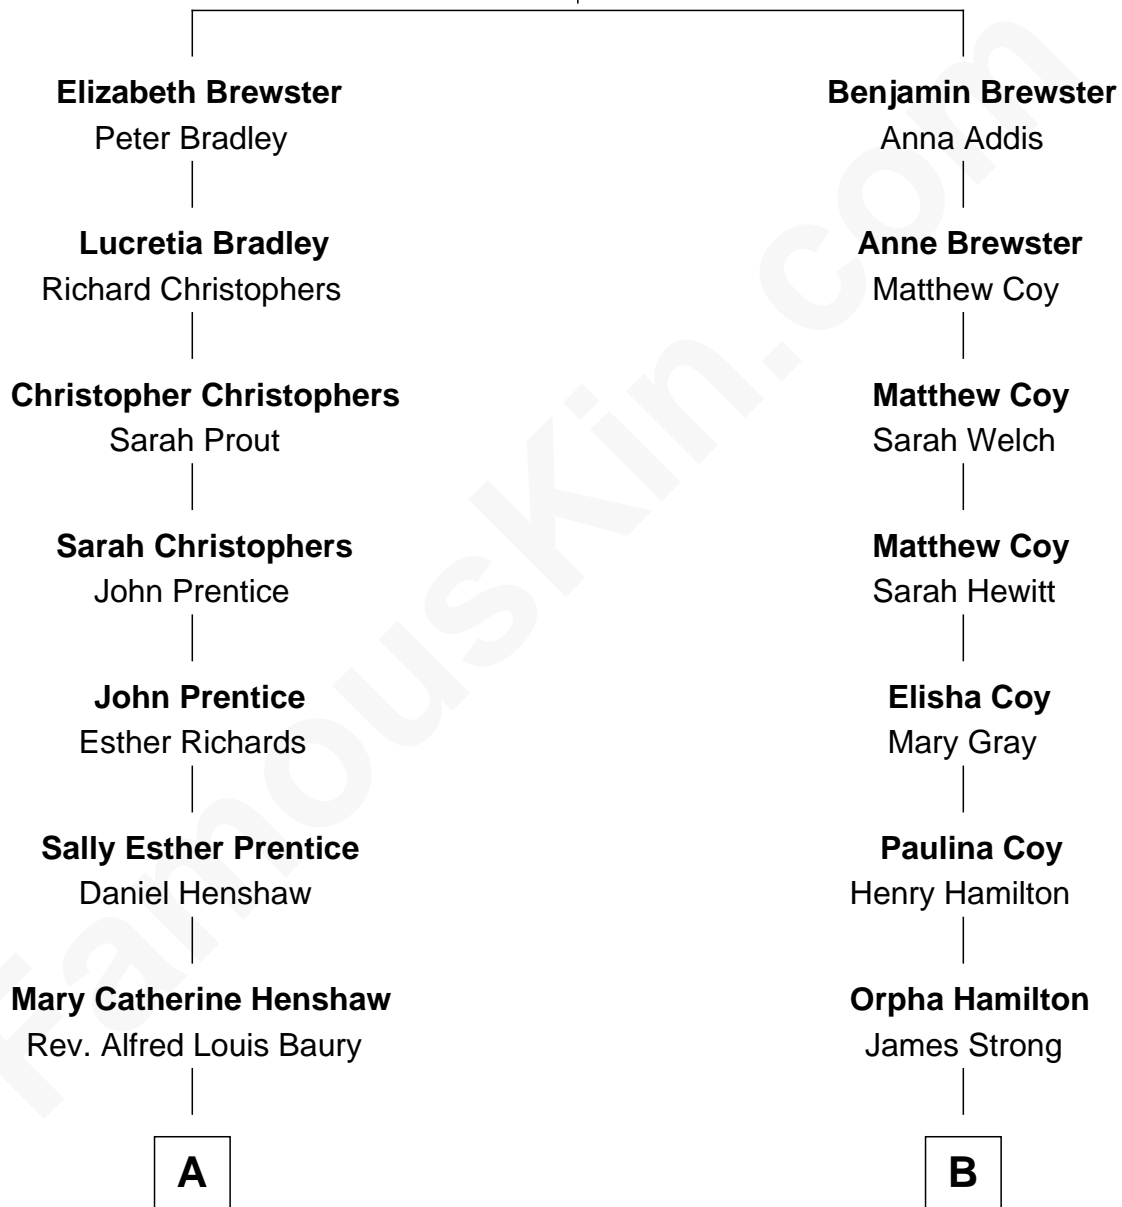 Elizabeth Brewster
Peter Bradley
Benjamin Brewster
Anna Addis
Lucretia Bradley
Richard Christophers
Anne Brewster
Matthew Coy
Christopher Christophers
Sarah Prout
Matthew Coy
Sarah Welch
Sarah Christophers
John Prentice
Matthew Coy
Sarah Hewitt
John Prentice
Esther Richards
Elisha Coy
Mary Gray
Sally Esther Prentice
Daniel Henshaw
Paulina Coy
Henry Hamilton
Mary Catherine Henshaw
Rev. Alfred Louis Baury
Orpha Hamilton
James Strong
A
B
FamousKin.com